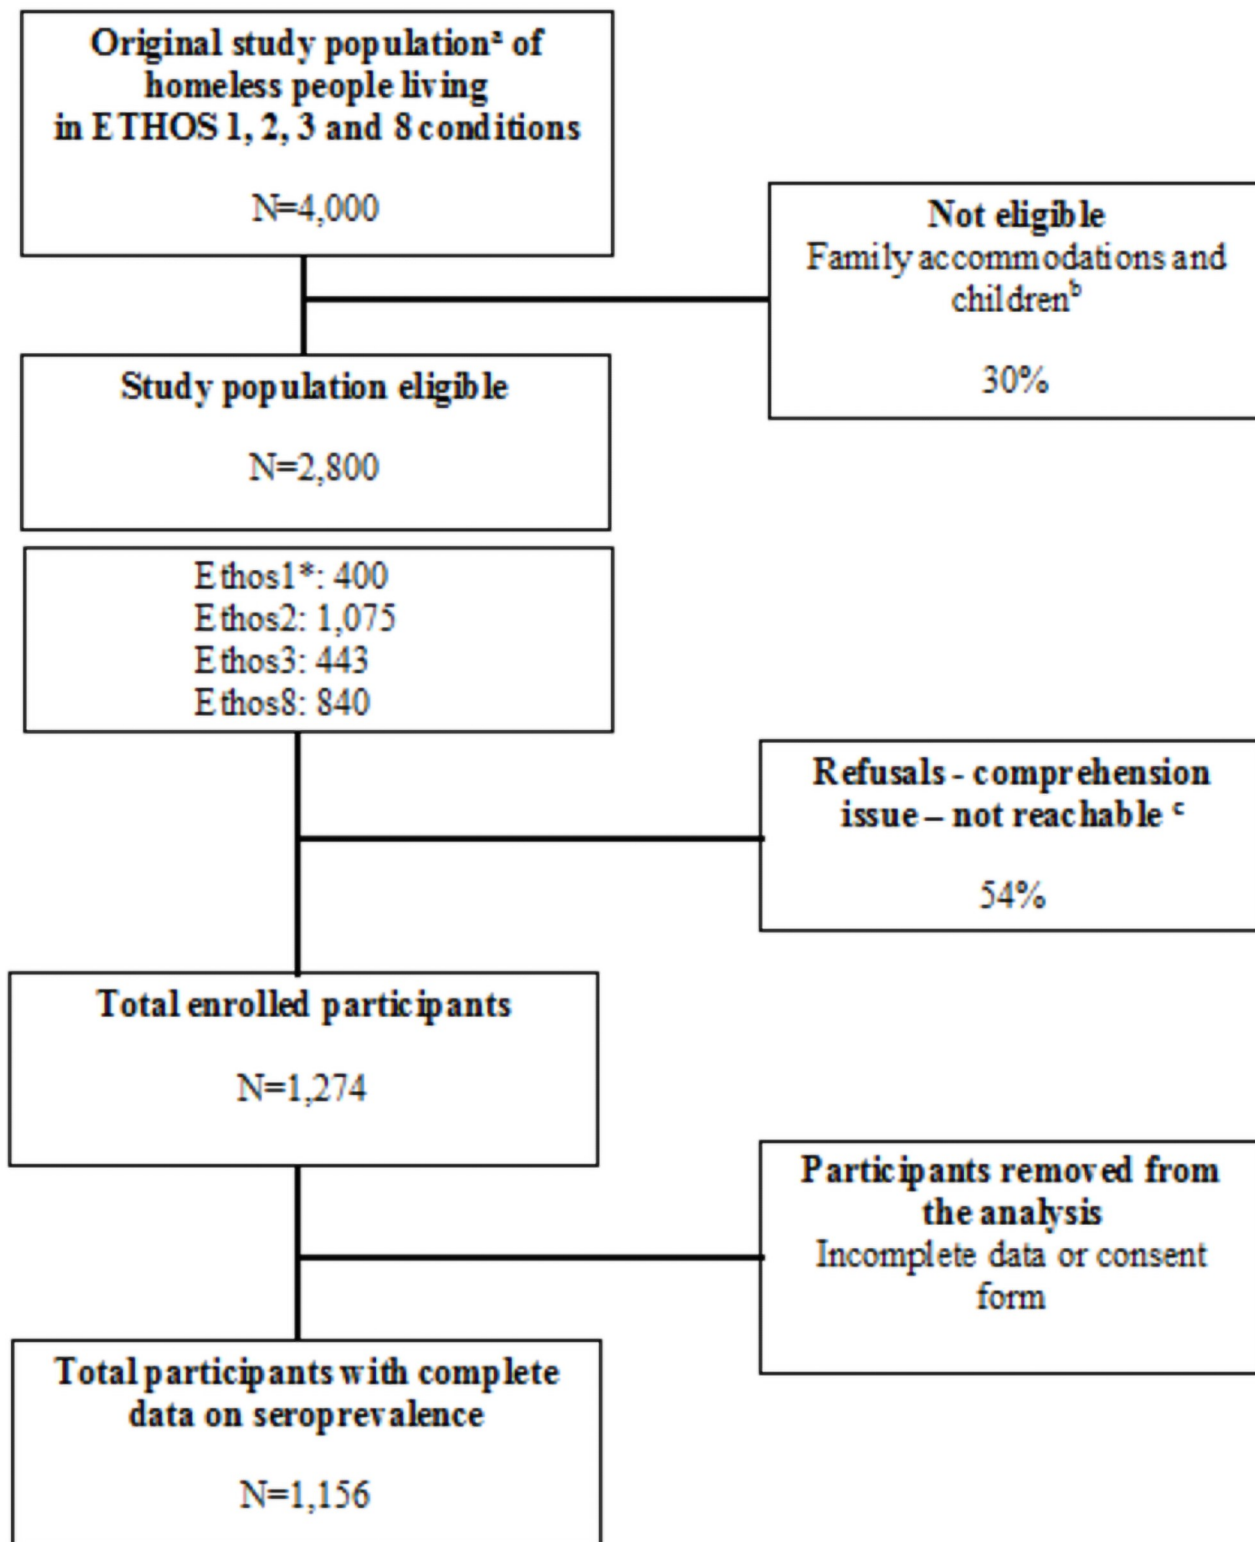 Original study populationᵃ of
homeless people living
in ETHOS 1, 2, 3 and 8 conditions
N=4,000
Not eligible
Family accommodations and
childrenᵇ
30%
Study population eligible
N=2,800
Ethos1*: 400
Ethos2: 1,075
Ethos3: 443
Ethos8: 840
Refusals - comprehension
issue – not reachable ᶜ
54%
Total enrolled participants
N=1,274
Participants removed from
the analysis
Incomplete data or consent
form
Total participants with complete
data on seroprevalence
N=1,156